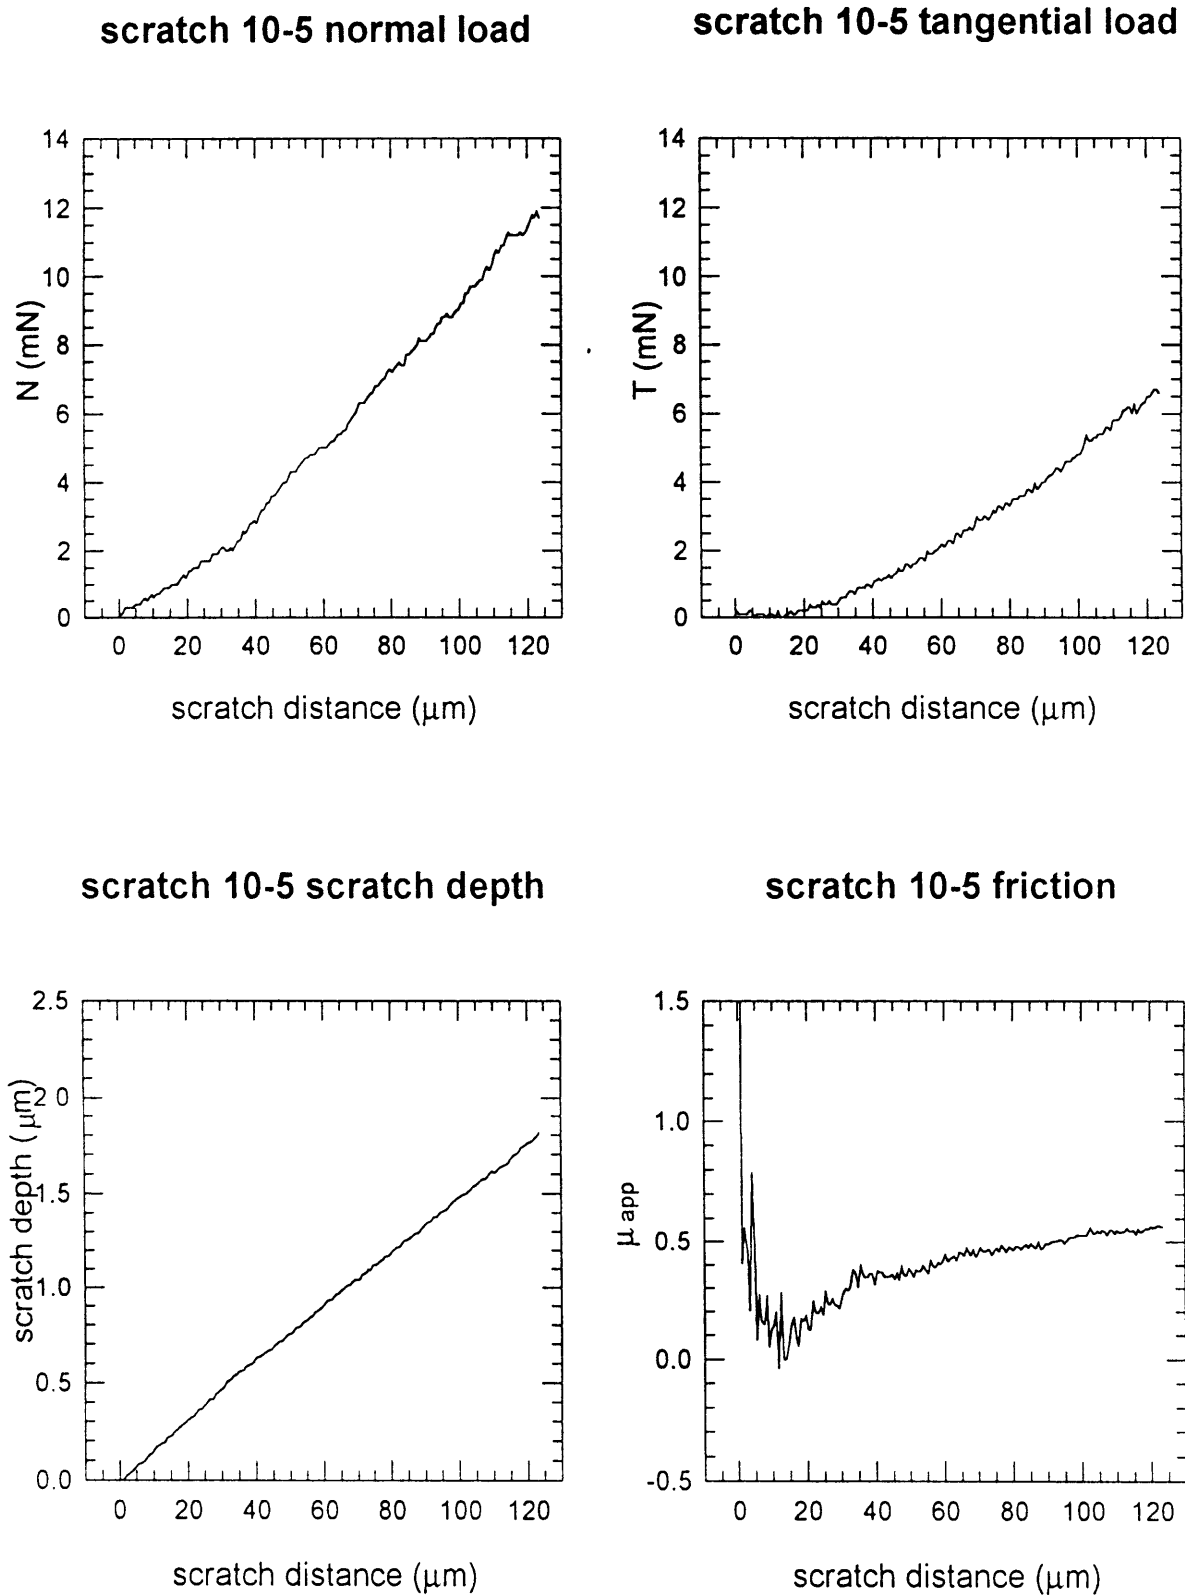 scratch 10-5 normal load
14
12
10
8
6
4
2
0
N (mN)
0 20 40 60 80 100 120
scratch distance (μm)
scratch 10-5 tangential load
14
12
10
8
6
4
2
0
T (mN)
0 20 40 60 80 100 120
scratch distance (μm)
scratch 10-5 scratch depth
2.5
2 0
1.5
1.0
0.5
0.0
scratch depth (μm)
0 20 40 60 80 100 120
scratch distance (μm)
scratch 10-5 friction
1.5
1.0
0.5
0.0
-0.5
μ app
0 20 40 60 80 100 120
scratch distance (μm)